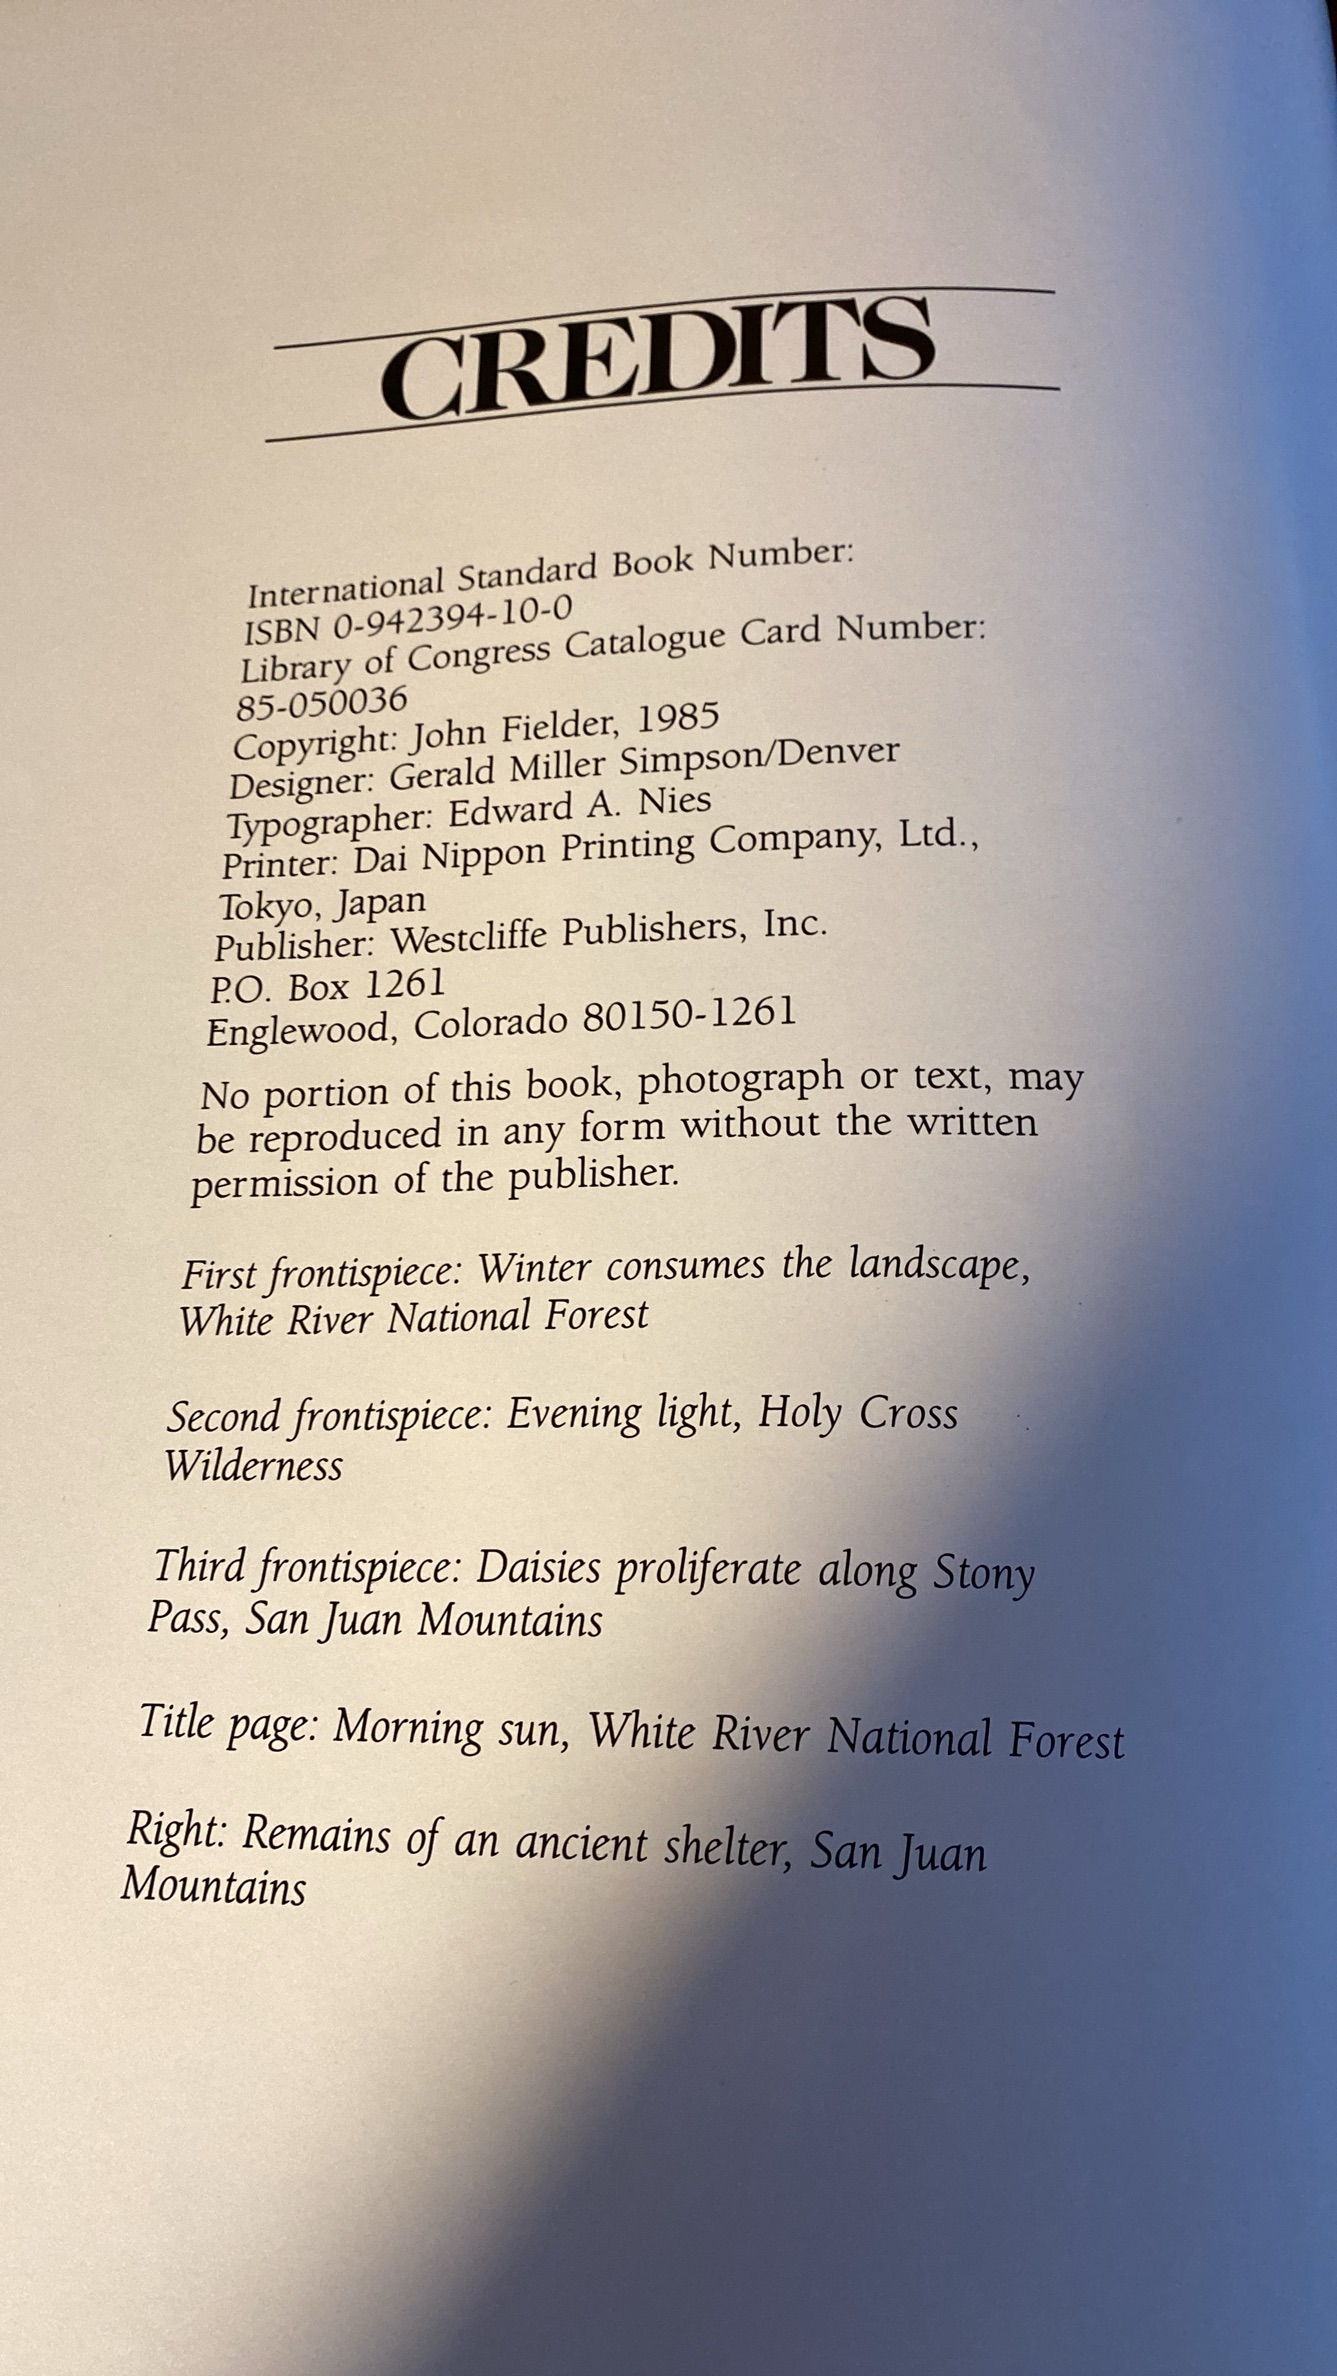 CREDITS
International Standard Book Number:
ISBN 0-942394-10-0
Library of Congress Catalogue Card Number:
85-050036
Copyright: John Fielder, 1985
Designer: Gerald Miller Simpson/Denver
Typographer: Edward A. Nies
Printer: Dai Nippon Printing Company, Ltd.,
Tokyo, Japan
Publisher: Westcliffe Publishers, Inc.
P.O. Box 1261
Englewood, Colorado 80150-1261
No portion of this book, photograph or text, may
be reproduced in any form without the written
permission of the publisher.
First frontispiece: Winter consumes the landscape,
White River National Forest
Second frontispiece: Evening light, Holy Cross
Wilderness
Third frontispiece: Daisies proliferate along Stony
Pass, San Juan Mountains
Title page: Morning sun, White River National Forest
Right: Remains of an ancient shelter, San Juan
Mountains